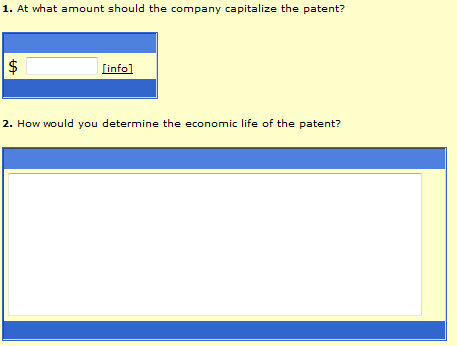 1. At what amount should the company capitalize the patent?
$ [info]
2. How would you determine the economic life of the patent?